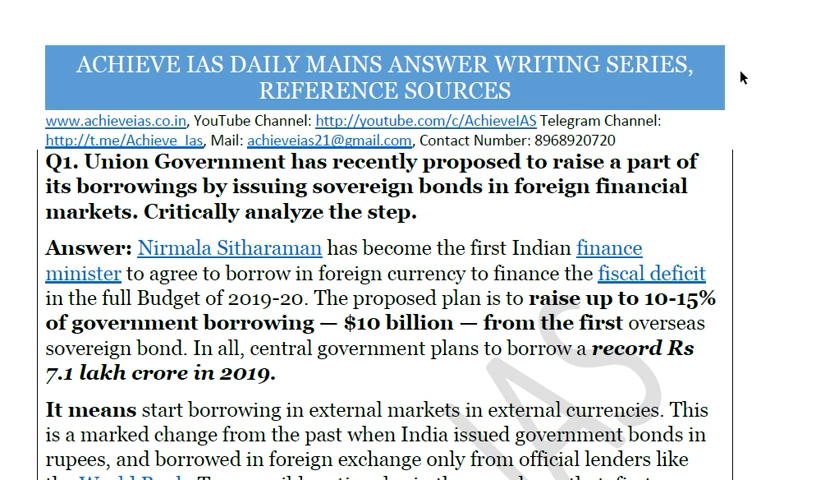 ACHIEVE IAS DAILY MAINS ANSWER WRITING SERIES,
REFERENCE SOURCES
www.achieveias.co.in, YouTube Channel: http://youtube.com/c/AchieveIAS Telegram Channel:
http://t.me/Achieve_Ias, Mail: achieveias21@gmail.com, Contact Number: 8968920720
Q1. Union Government has recently proposed to raise a part of
its borrowings by issuing sovereign bonds in foreign financial
markets. Critically analyze the step.
Answer: Nirmala Sitharaman has become the first Indian finance
minister to agree to borrow in foreign currency to finance the fiscal deficit
in the full Budget of 2019-20. The proposed plan is to raise up to 10-15%
of government borrowing — $10 billion — from the first overseas
sovereign bond. In all, central government plans to borrow a record Rs
7.1 lakh crore in 2019.
It means start borrowing in external markets in external currencies. This
is a marked change from the past when India issued government bonds in
rupees, and borrowed in foreign exchange only from official lenders like
IAS